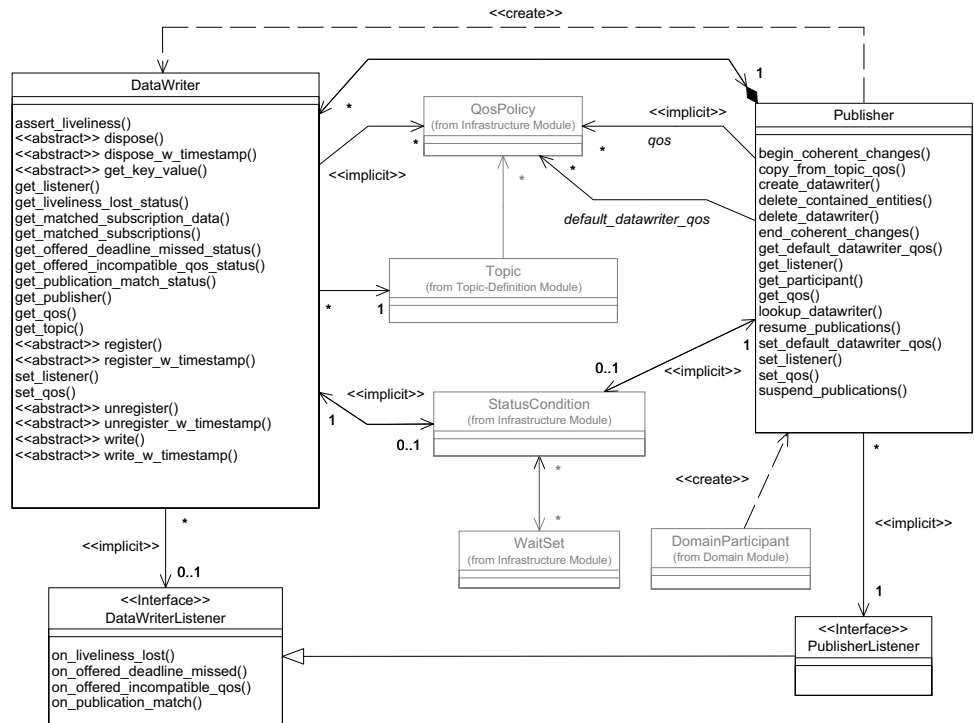 <<create>>
DataWriter
assert_liveliness()
<<abstract>> dispose()
<<abstract>> dispose_w_timestamp()
<<abstract>> get_key_value()
get_listener()
get_liveliness_lost_status()
get_matched_subscription_data()
get_matched_subscriptions()
get_offered_deadline_missed_status()
get_offered_incompatible_qos_status()
get_publication_match_status()
get_publisher()
get_qos()
get_topic()
<<abstract>> register()
<<abstract>> register_w_timestamp()
set_listener()
set_qos()
<<abstract>> unregister()
<<abstract>> unregister_w_timestamp()
<<abstract>> write()
<<abstract>> write_w_timestamp()
*
1
QosPolicy
(from Infrastructure Module)
*
<<implicit>>
*
*
*
<<implicit>>
qos
default_datawriter_qos
Publisher
begin_coherent_changes()
copy_from_topic_qos()
create_datawriter()
delete_contained_entities()
delete_datawriter()
end_coherent_changes()
get_default_datawriter_qos()
get_listener()
get_participant()
get_qos()
lookup_datawriter()
resume_publications()
set_default_datawriter_qos()
set_listener()
set_qos()
suspend_publications()
Topic
(from Topic-Definition Module)
*
1
1
0..1
<<implicit>>
<<implicit>>
1
0..1
StatusCondition
(from Infrastructure Module)
*
*
WaitSet
(from Infrastructure Module)
<<create>>
DomainParticipant
(from Domain Module)
*
<<implicit>>
1
*
<<implicit>>
0..1
<<Interface>>
DataWriterListener
on_liveliness_lost()
on_offered_deadline_missed()
on_offered_incompatible_qos()
on_publication_match()
<<Interface>>
PublisherListener